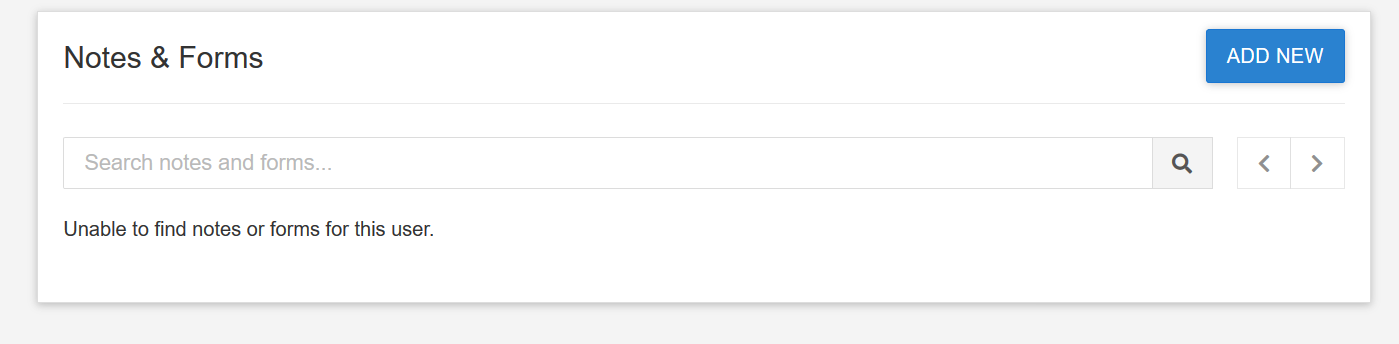 Notes & Forms
ADD NEW
Search notes and forms...
Unable to find notes or forms for this user.